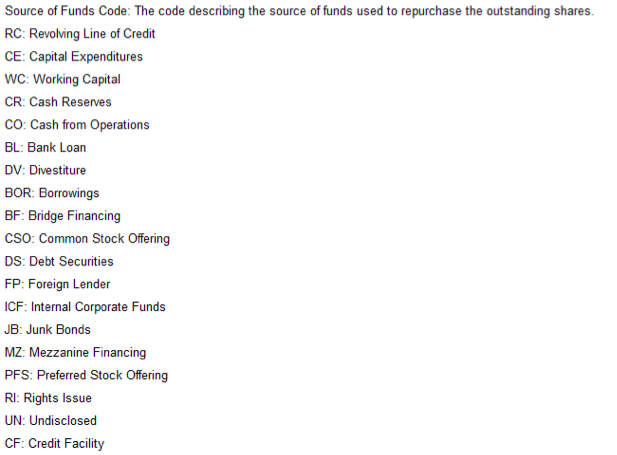 Source of Funds Code: The code describing the source of funds used to repurchase the outstanding shares.
RC: Revolving Line of Credit
CE: Capital Expenditures
WC: Working Capital
CR: Cash Reserves
CO: Cash from Operations
BL: Bank Loan
DV: Divestiture
BOR: Borrowings
BF: Bridge Financing
CSO: Common Stock Offering
DS: Debt Securities
FP: Foreign Lender
ICF: Internal Corporate Funds
JB: Junk Bonds
MZ: Mezzanine Financing
PFS: Preferred Stock Offering
RI: Rights Issue
UN: Undisclosed
CF: Credit Facility